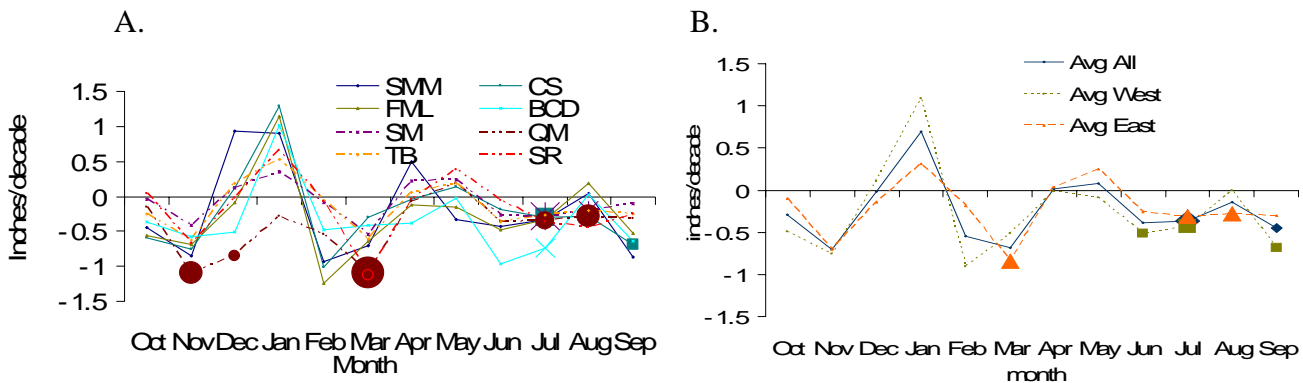 A.
B.
Inches/decade
1.5
1
0.5
0
-0.5
-1
-1.5
SMM
CS
FML
BCD
SM
QM
TB
SR
Oct Nov Dec Jan Feb Mar Apr May Jun Jul Aug Sep
Month
inches/decade
1.5
1
0.5
0
-0.5
-1
-1.5
Avg All
Avg West
Avg East
Oct Nov Dec Jan Feb Mar Apr May Jun Jul Aug Sep
month